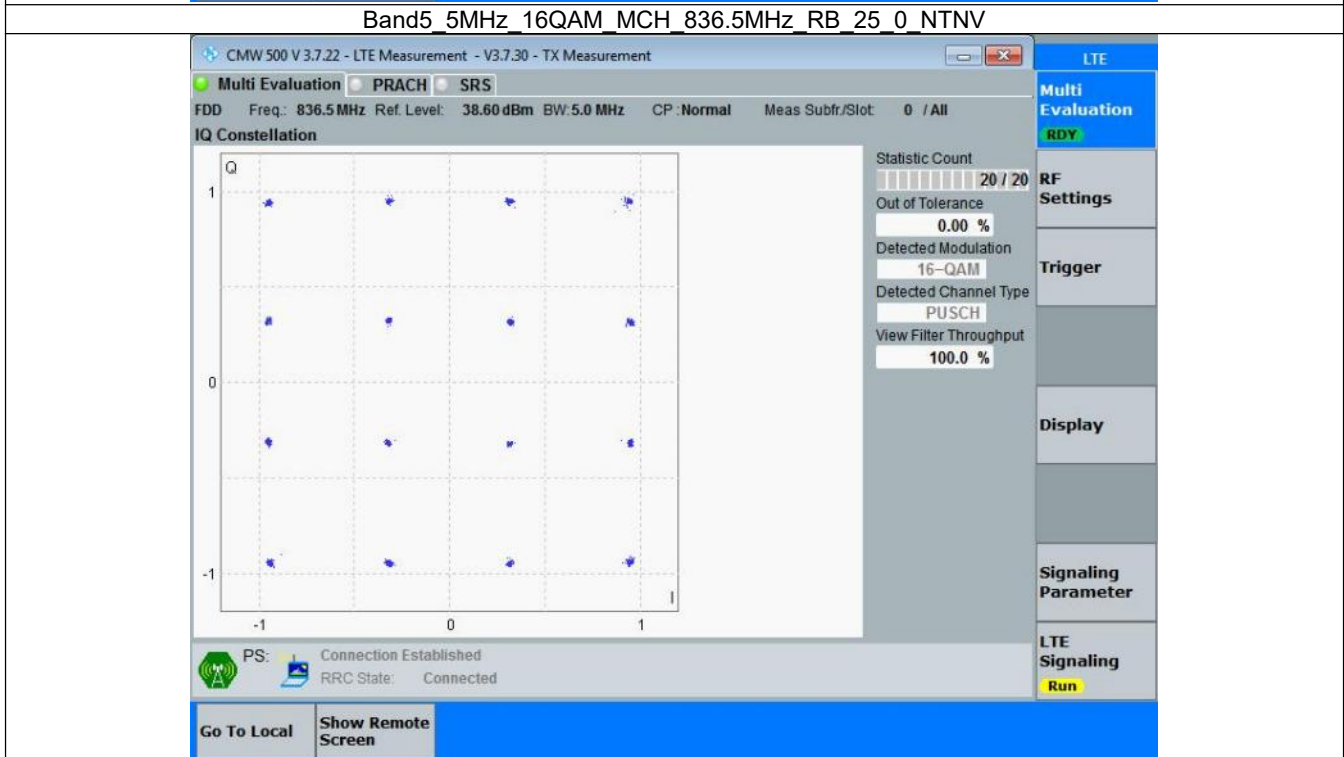 Band5_5MHz_16QAM_MCH_836.5MHz_RB_25_0_NTNV
CMW 500 V 3.7.22 - LTE Measurement - V3.7.30 - TX Measurement
LTE
Multi Evaluation PRACH SRS
FDD Freq.: 836.5 MHz Ref. Level: 38.60 dBm BW: 5.0 MHz CP : Normal Meas Subfr./Slot: 0 / All
IQ Constellation
Multi
Evaluation
RDY
Q
1
0
-1
-1 0 1
I
Statistic Count
20 / 20
Out of Tolerance
0.00 %
Detected Modulation
16-QAM
Detected Channel Type
PUSCH
View Filter Throughput
100.0 %
RF
Settings
Trigger
Display
Signaling
Parameter
LTE
Signaling
Run
PS: Connection Established
RRC State: Connected
Go To Local
Show Remote
Screen